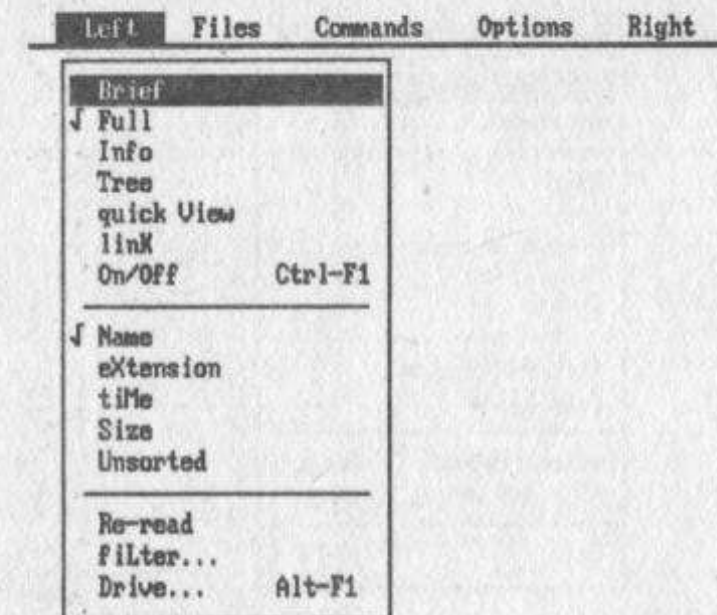 Left Files Commands Options Right
Brief
√ Full
Info
Tree
quick View
linK
On/Off Ctrl-F1
√ Name
eXtension
tiMe
Size
Unsorted
Re-read
fiLter...
Drive... Alt-F1